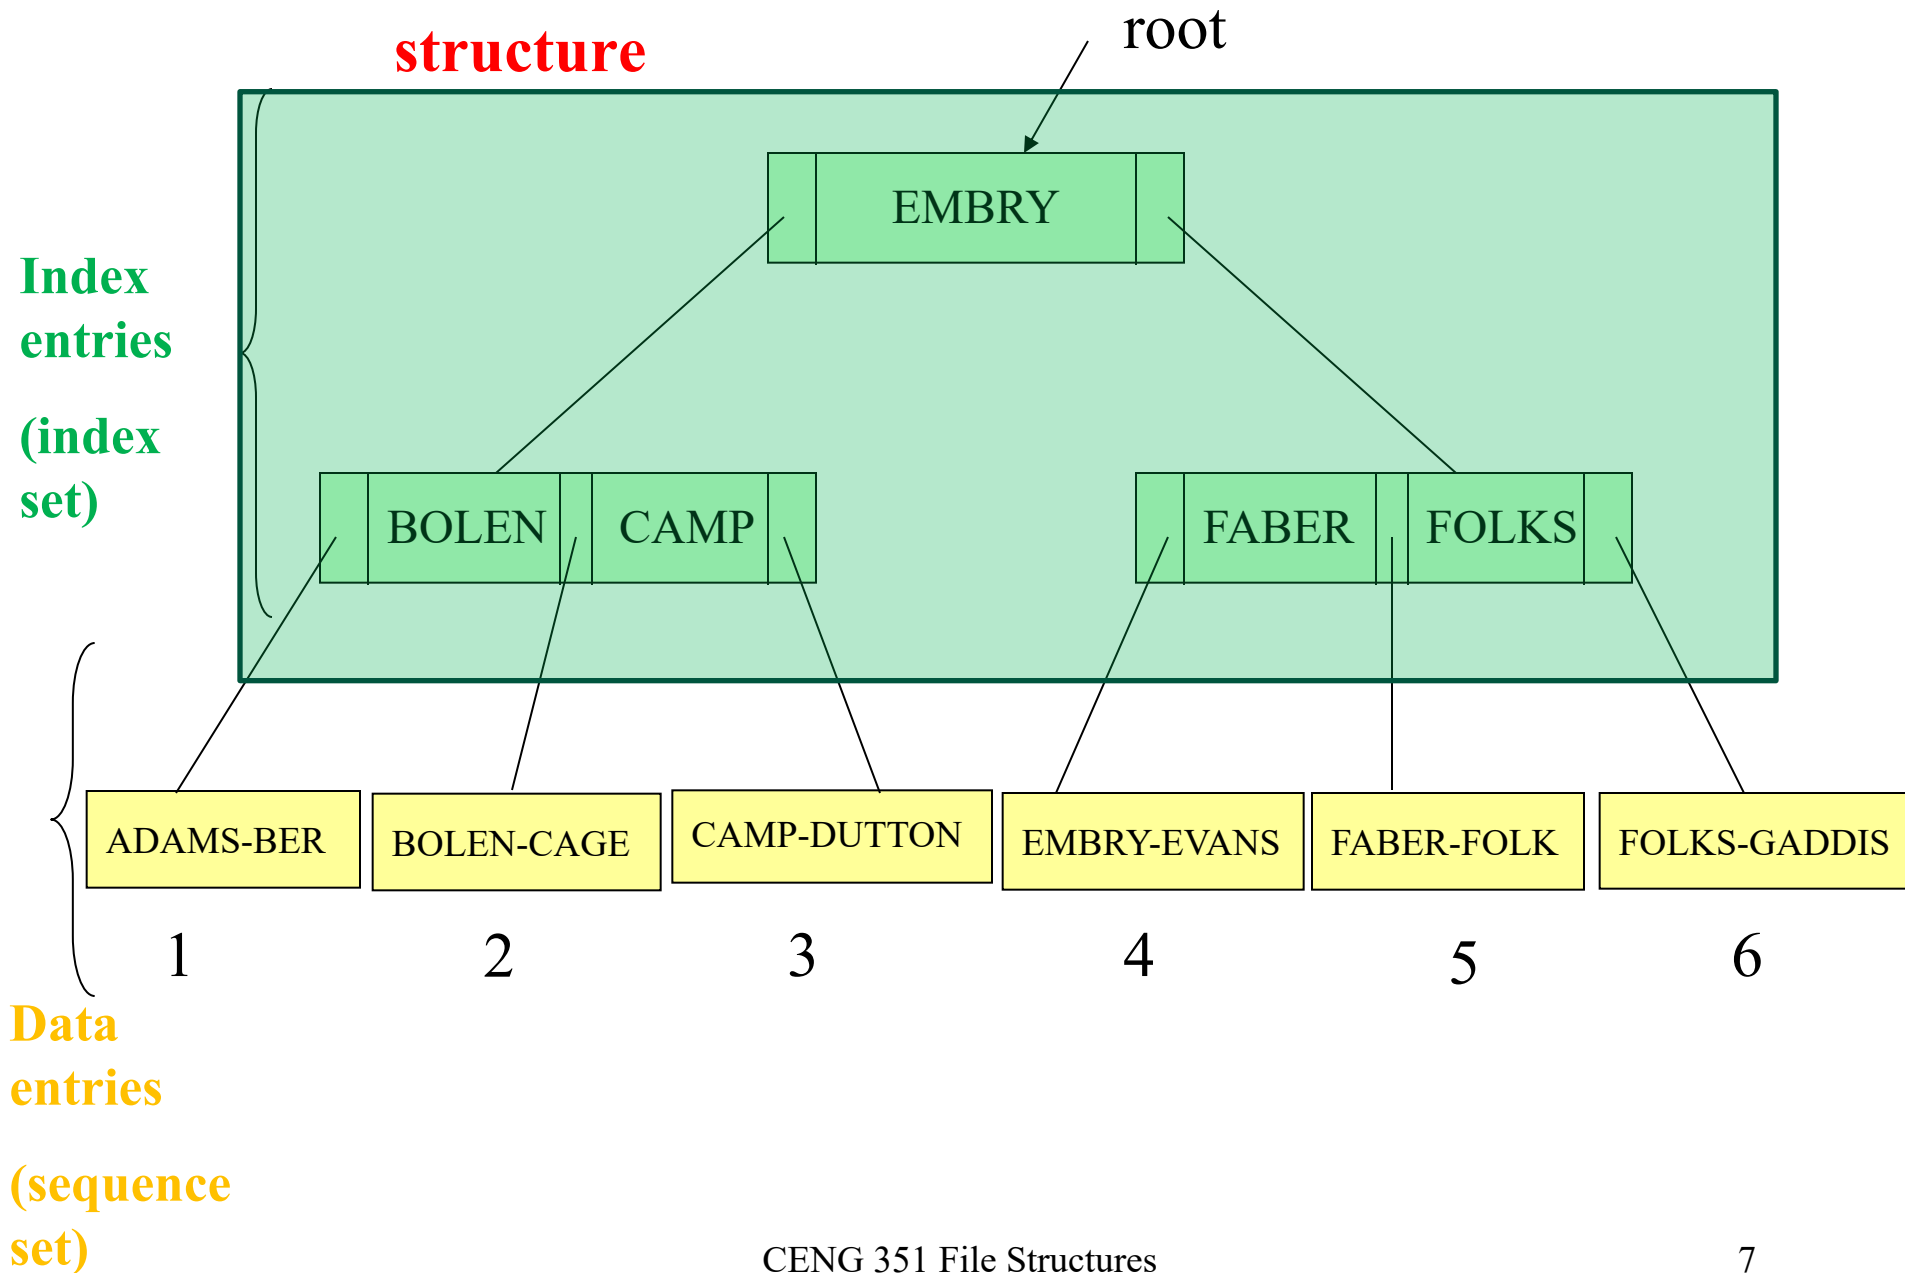 structure
root
EMBRY
Index
entries
(index
set)
BOLEN CAMP FABER FOLKS
ADAMS-BER BOLEN-CAGE CAMP-DUTTON EMBRY-EVANS FABER-FOLK FOLKS-GADDIS
1 2 3 4 5 6
Data
entries
(sequence
set)
CENG 351 File Structures 7